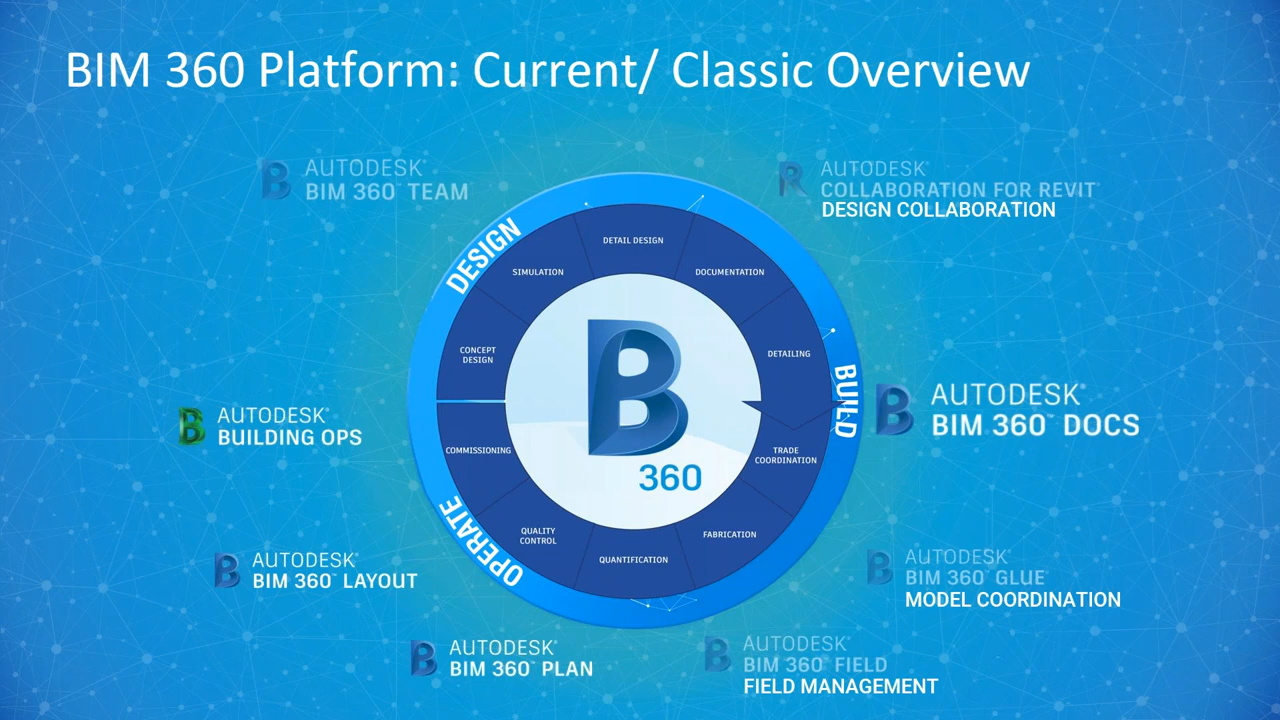 BIM 360 Platform: Current/ Classic Overview
AUTODESK®
BIM 360™ TEAM
AUTODESK®
COLLABORATION FOR REVIT™
DESIGN COLLABORATION
DESIGN
DETAIL DESIGN
SIMULATION
DOCUMENTATION
CONCEPT
DESIGN
DETAILING
BUILD
B
360
AUTODESK®
BIM 360™ DOCS
AUTODESK®
BUILDING OPS
COMMISSIONING
TRADE
COORDINATION
OPERATE
QUALITY
CONTROL
FABRICATION
QUANTIFICATION
AUTODESK®
BIM 360™ LAYOUT
AUTODESK®
BIM 360™ GLUE
MODEL COORDINATION
AUTODESK®
BIM 360™ PLAN
AUTODESK®
BIM 360™ FIELD
FIELD MANAGEMENT